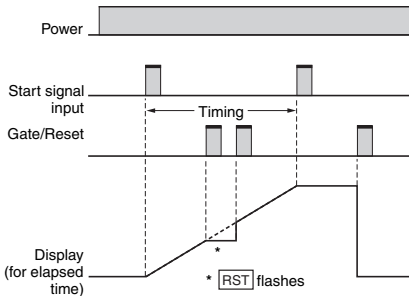 Power
Start signal
input
Timing
Gate/Reset
*
Display
(for elapsed
time)
* RST flashes